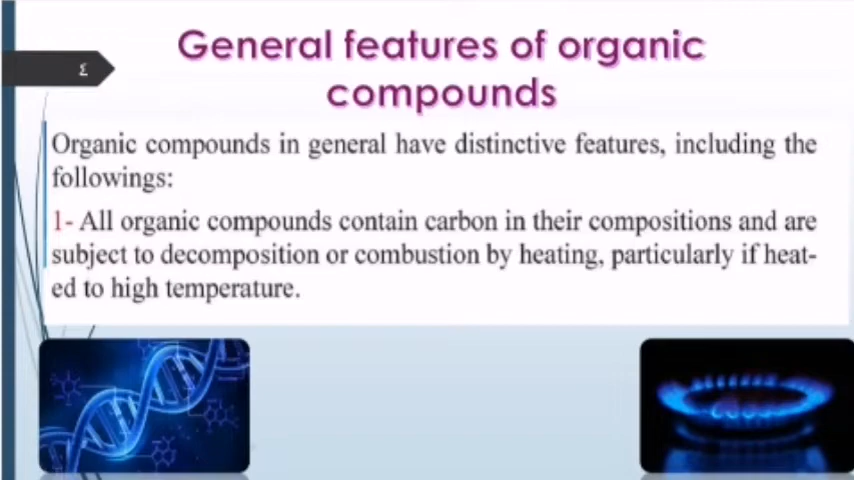 General features of organic
compounds
٤
Organic compounds in general have distinctive features, including the
followings:
1- All organic compounds contain carbon in their compositions and are
subject to decomposition or combustion by heating, particularly if heat-
ed to high temperature.